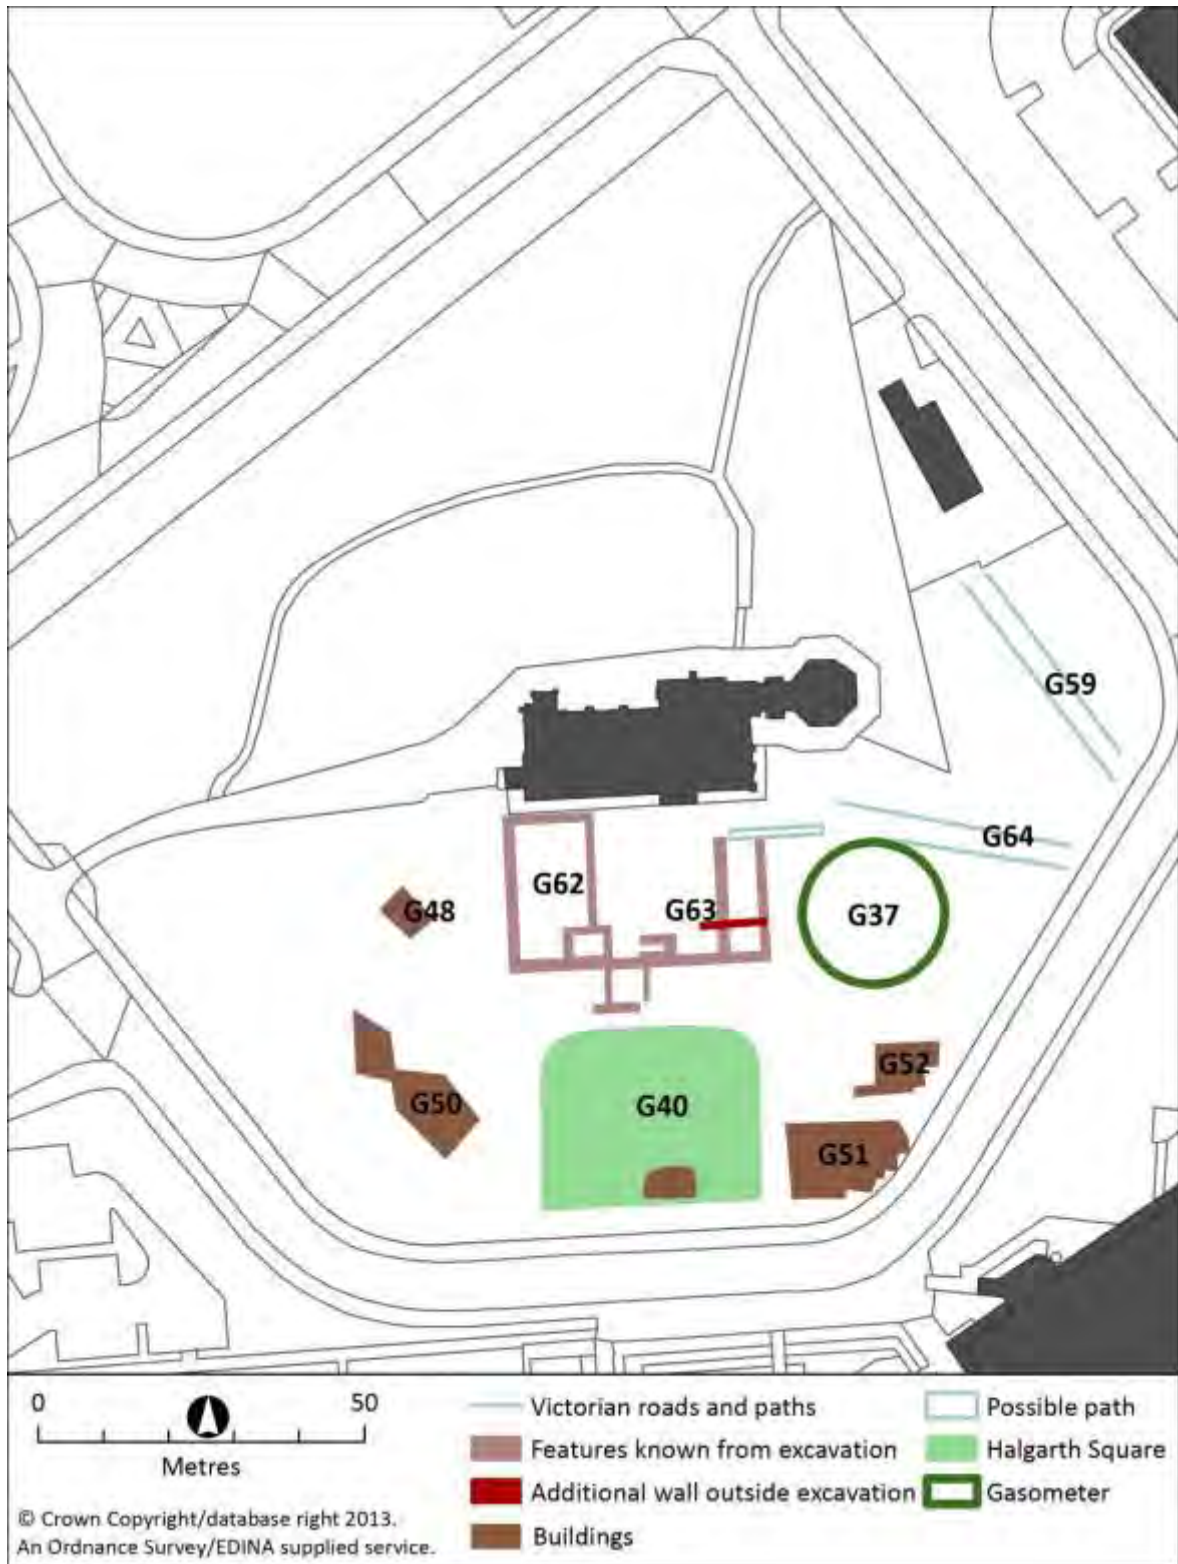 G59
G64
G62
G48
G63
G37
G52
G50
G40
G51
0 50
Metres
© Crown Copyright/database right 2013.
An Ordnance Survey/EDINA supplied service.
Victorian roads and paths
Features known from excavation
Additional wall outside excavation
Buildings
Possible path
Halgarth Square
Gasometer